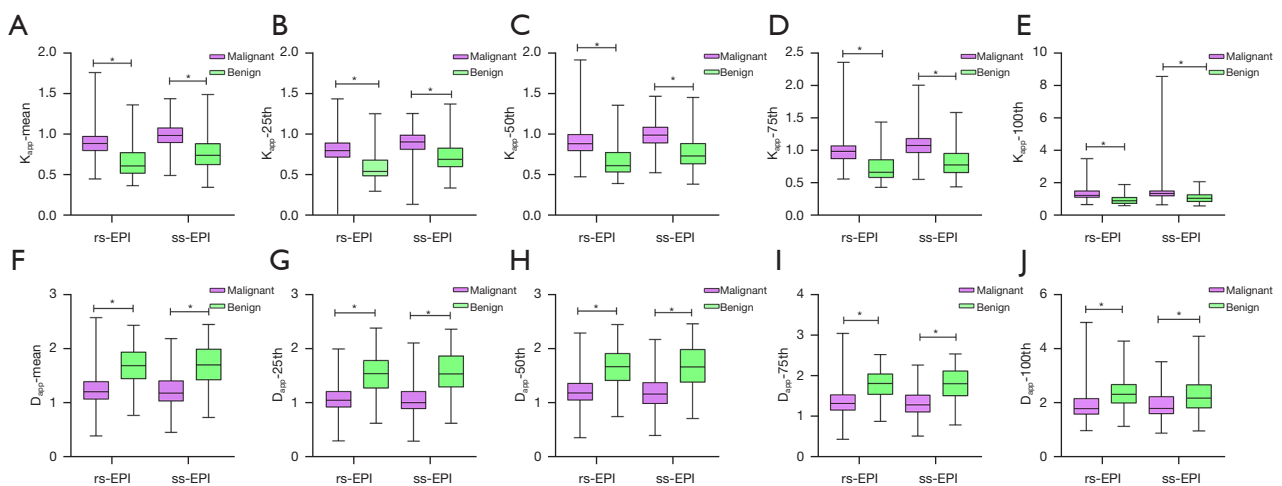 A
2.0
1.5
1.0
0.5
0.0
Kapp-mean
Malignant
Benign
*
*
rs-EPI
ss-EPI
B
2.0
1.5
1.0
0.5
0.0
Kapp-25th
Malignant
Benign
*
*
rs-EPI
ss-EPI
C
2.0
1.5
1.0
0.5
0.0
Kapp-50th
Malignant
Benign
*
*
rs-EPI
ss-EPI
D
2.5
2.0
1.5
1.0
0.5
0.0
Kapp-75th
Malignant
Benign
*
*
rs-EPI
ss-EPI
E
10
8
6
4
2
0
Kapp-100th
Malignant
Benign
*
*
rs-EPI
ss-EPI
F
3
2
1
0
Dapp-mean
Malignant
Benign
*
*
rs-EPI
ss-EPI
G
3
2
1
0
Dapp-25th
Malignant
Benign
*
*
rs-EPI
ss-EPI
H
3
2
1
0
Dapp-50th
Malignant
Benign
*
*
rs-EPI
ss-EPI
I
4
3
2
1
0
Dapp-75th
Malignant
Benign
*
*
rs-EPI
ss-EPI
J
6
4
2
0
Dapp-100th
Malignant
Benign
*
*
rs-EPI
ss-EPI